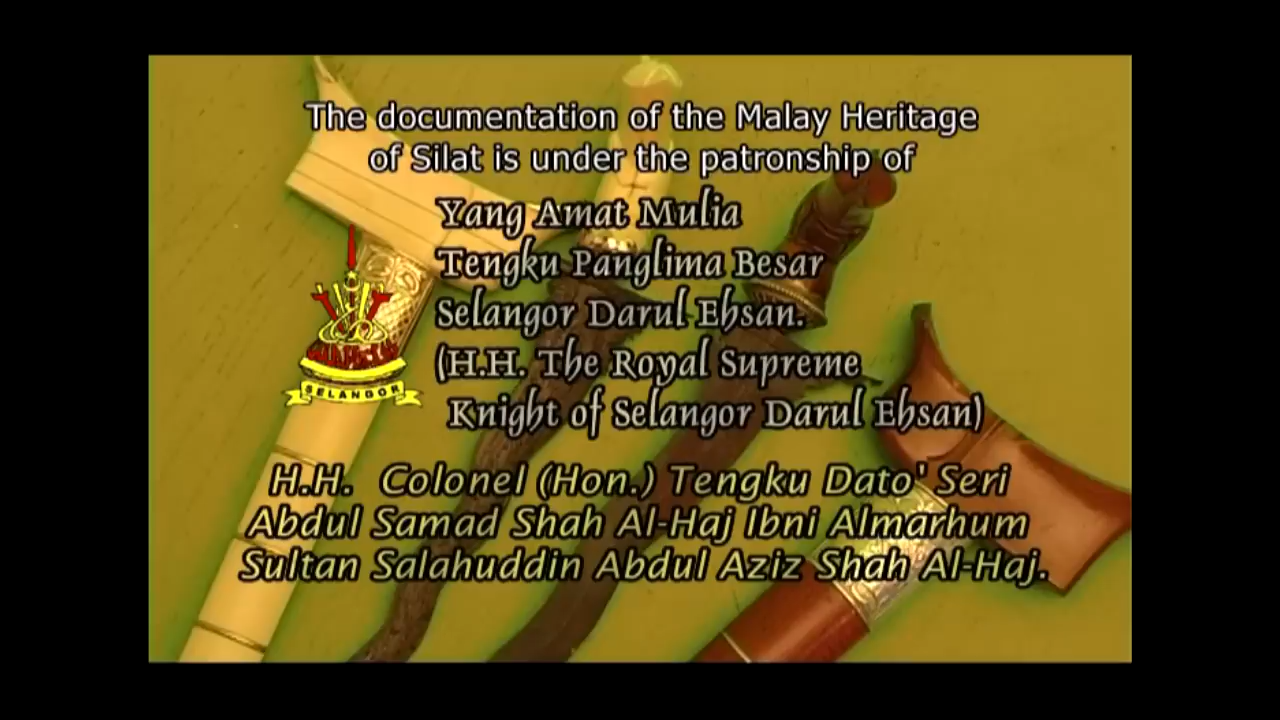 The documentation of the Malay Heritage
of Silat is under the patronship of
Yang Amat Mulia
Tengku Panglima Besar
Selangor Darul Ehsan.
(H.H. The Royal Supreme
Knight of Selangor Darul Ehsan)
SELANGOR
H.H. Colonel (Hon.) Tengku Dato' Seri
Abdul Samad Shah Al-Haj Ibni Almarhum
Sultan Salahuddin Abdul Aziz Shah Al-Haj.